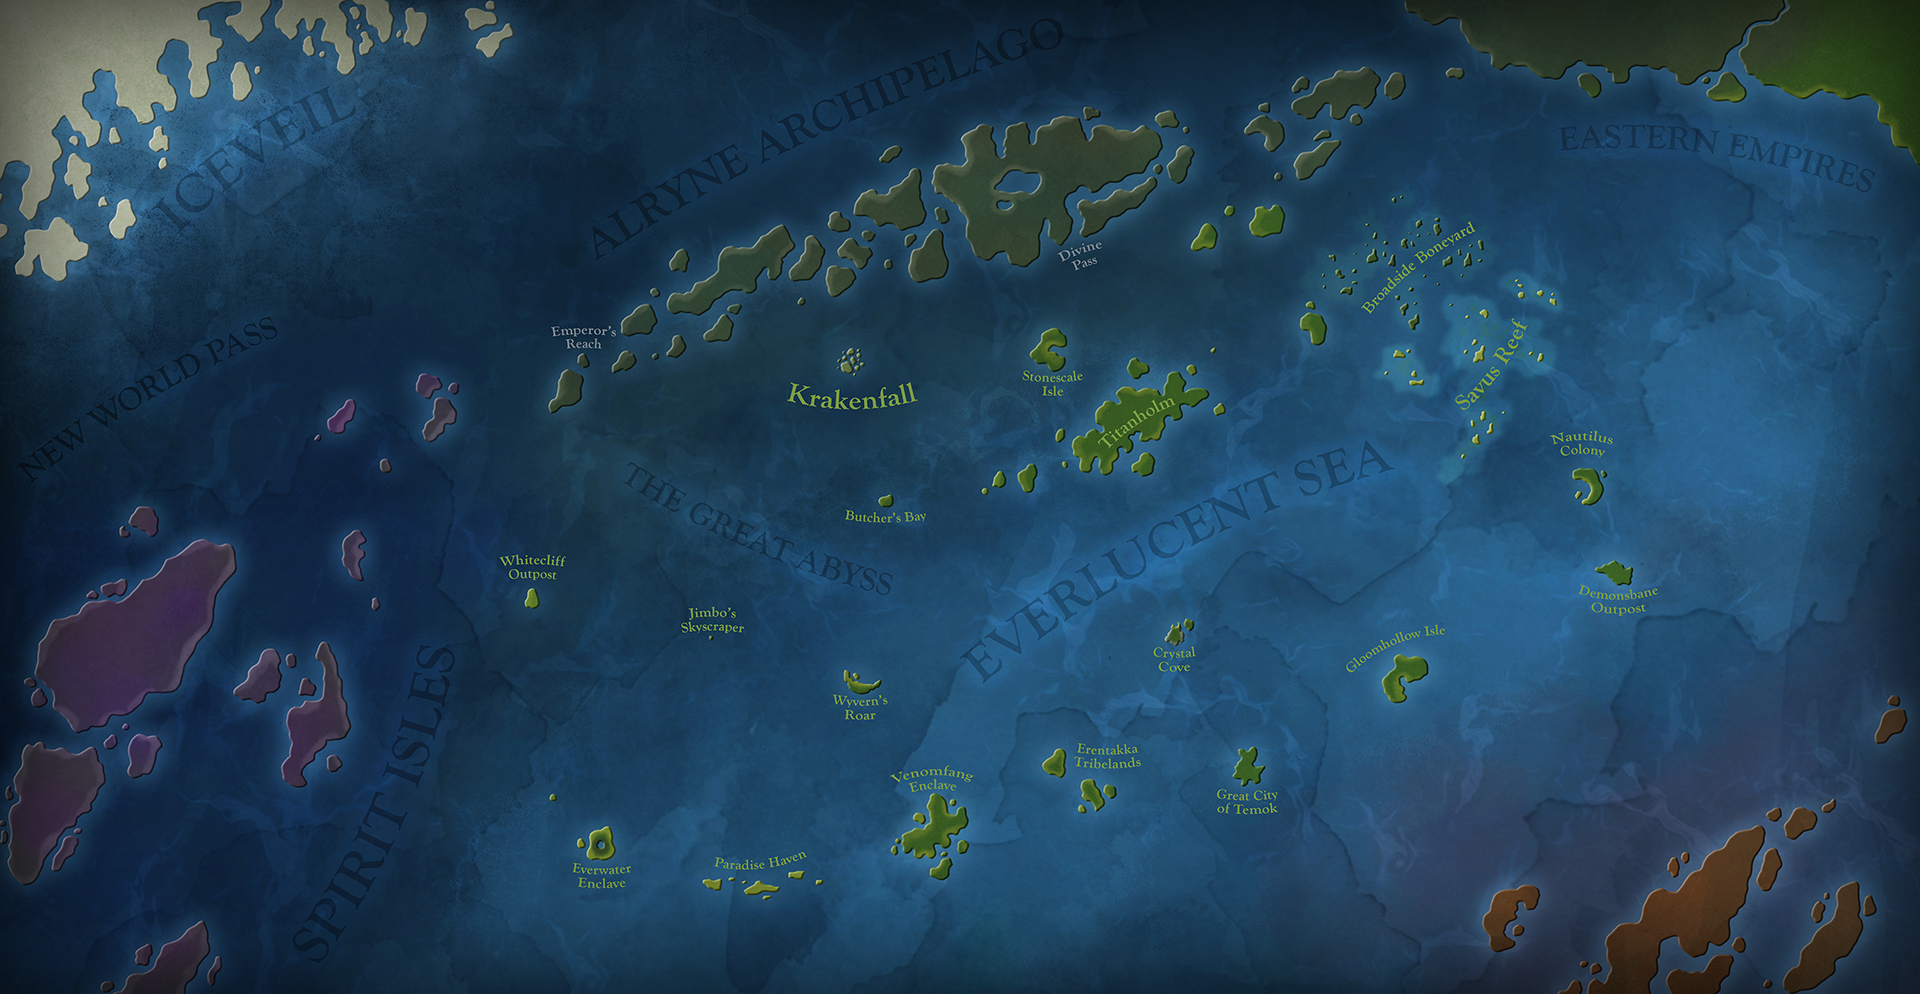 ALRYNE ARCHIPELAGO
ICEVEIL
EASTERN EMPIRES
Divine
Pass
Broadside Boneyard
Emperor's
Reach
NEW WORLD PASS
Krakenfall
Stonescale
Isle
Titanholm
Savus Reef
Nautilus
Colony
THE GREAT ABYSS
Butcher's Bay
EVERLUCENT SEA
Whitecliff
Outpost
Demonsbane
Outpost
Jimbo's
Skyscraper
Crystal
Cove
Gloomhollow Isle
Wyvern's
Roar
SPIRIT ISLES
Erentakka
Tribelands
Venomfang
Enclave
Great City
of Temok
Paradise Haven
Everwater
Enclave